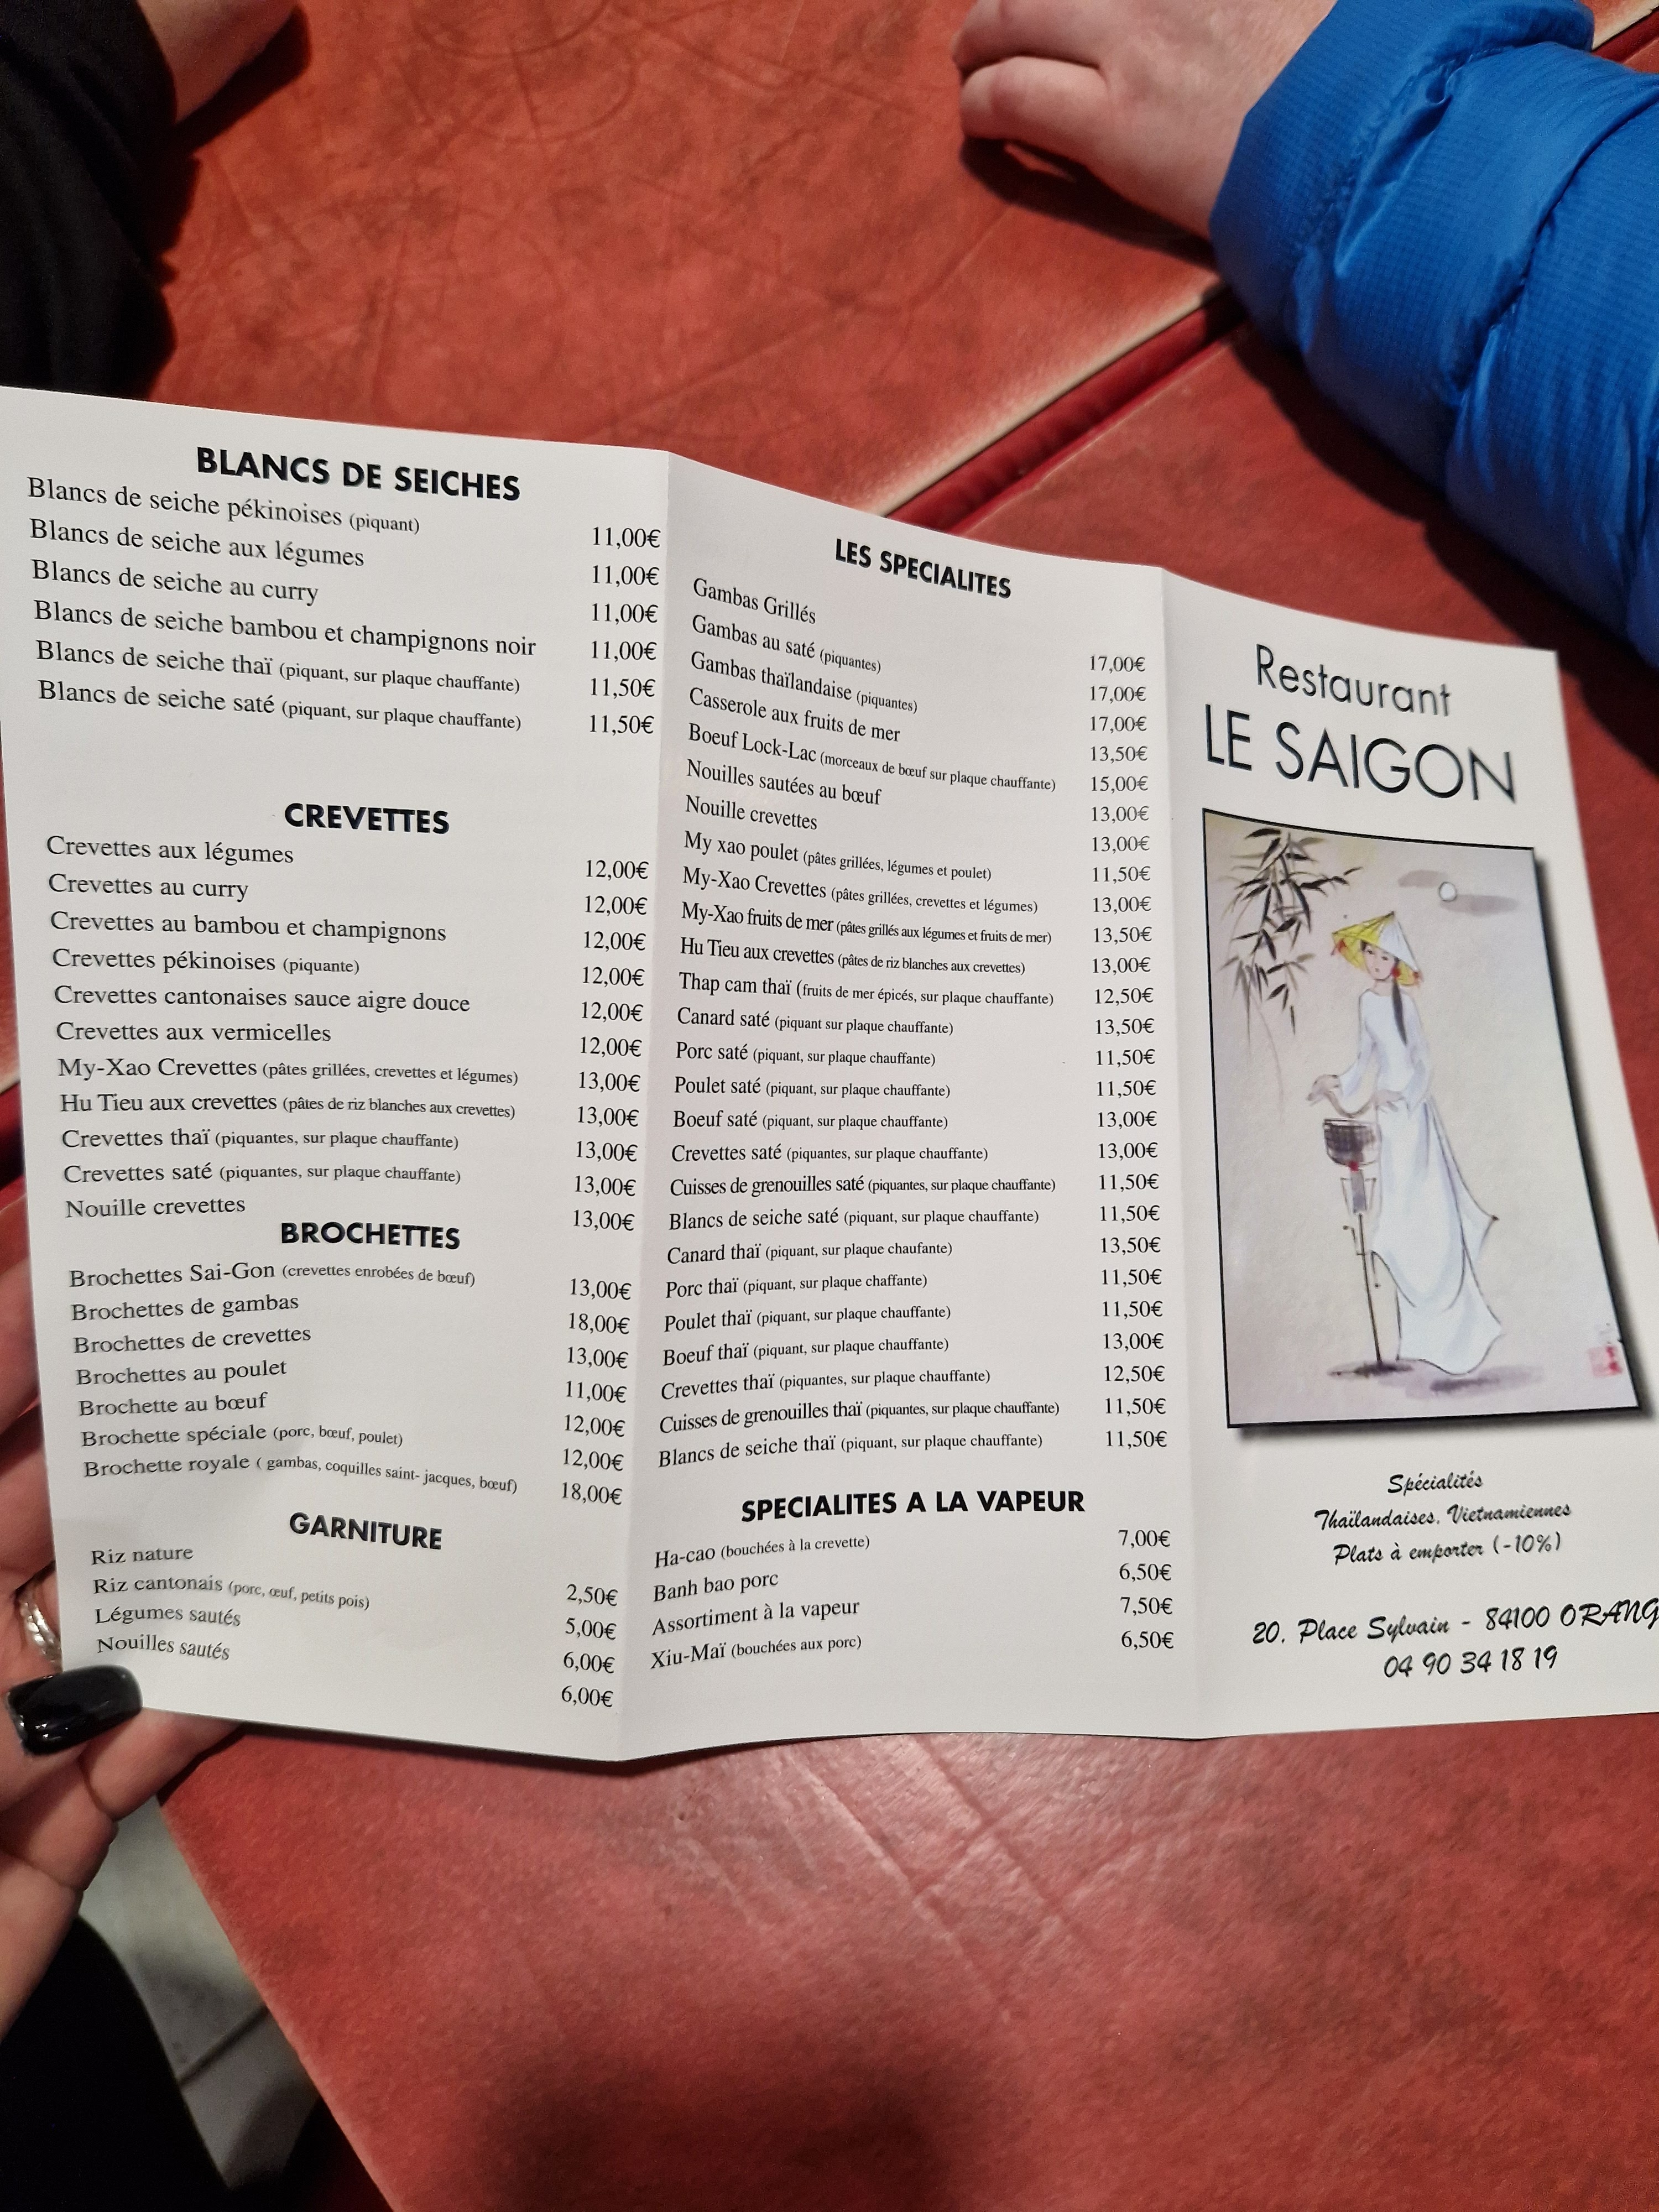 BLANCS DE SEICHES
Blancs de seiche pékinoises (piquant) 11,00€
Blancs de seiche aux légumes 11,00€
Blancs de seiche au curry 11,00€
Blancs de seiche bambou et champignons noir 11,00€
Blancs de seiche thaï (piquant, sur plaque chauffante) 11,50€
Blancs de seiche saté (piquant, sur plaque chauffante) 11,50€
CREVETTES
Crevettes aux légumes 12,00€
Crevettes au curry 12,00€
Crevettes au bambou et champignons 12,00€
Crevettes pékinoises (piquante) 12,00€
Crevettes cantonaises sauce aigre douce 12,00€
Crevettes aux vermicelles 12,00€
My-Xao Crevettes (pâtes grillées, crevettes et légumes) 13,00€
Hu Tieu aux crevettes (pâtes de riz blanches aux crevettes) 13,00€
Crevettes thaï (piquantes, sur plaque chauffante) 13,00€
Crevettes saté (piquantes, sur plaque chauffante) 13,00€
Nouille crevettes 13,00€
BROCHETTES
Brochettes Sai-Gon (crevettes enrobées de bœuf) 13,00€
Brochettes de gambas 18,00€
Brochettes de crevettes 13,00€
Brochettes au poulet 11,00€
Brochette au bœuf 12,00€
Brochette spéciale (porc, bœuf, poulet) 12,00€
Brochette royale ( gambas, coquilles saint- jacques, bœuf) 18,00€
GARNITURE
Riz nature 2,50€
Riz cantonais (porc, œuf, petits pois) 5,00€
Légumes sautés 6,00€
Nouilles sautés 6,00€
LES SPECIALITES
Gambas Grillés 17,00€
Gambas au saté (piquantes) 17,00€
Gambas thaïlandaise (piquantes) 17,00€
Casserole aux fruits de mer 13,50€
Boeuf Lock-Lac (morceaux de bœuf sur plaque chauffante) 15,00€
Nouilles sautées au bœuf 13,00€
Nouille crevettes 13,00€
My xao poulet (pâtes grillées, légumes et poulet) 11,50€
My-Xao Crevettes (pâtes grillées, crevettes et légumes) 13,00€
My-Xao fruits de mer (pâtes grillés aux légumes et fruits de mer) 13,50€
Hu Tieu aux crevettes (pâtes de riz blanches aux crevettes) 13,00€
Thap cam thaï (fruits de mer épicés, sur plaque chauffante) 12,50€
Canard saté (piquant sur plaque chauffante) 13,50€
Porc saté (piquant, sur plaque chauffante) 11,50€
Poulet saté (piquant, sur plaque chauffante) 11,50€
Boeuf saté (piquant, sur plaque chauffante) 13,00€
Crevettes saté (piquantes, sur plaque chauffante) 13,00€
Cuisses de grenouilles saté (piquantes, sur plaque chauffante) 11,50€
Blancs de seiche saté (piquant, sur plaque chauffante) 11,50€
Canard thaï (piquant, sur plaque chaufante) 13,50€
Porc thaï (piquant, sur plaque chaffante) 11,50€
Poulet thaï (piquant, sur plaque chauffante) 11,50€
Boeuf thaï (piquant, sur plaque chauffante) 13,00€
Crevettes thaï (piquantes, sur plaque chauffante) 12,50€
Cuisses de grenouilles thaï (piquantes, sur plaque chauffante) 11,50€
Blancs de seiche thaï (piquant, sur plaque chauffante) 11,50€
SPECIALITES A LA VAPEUR
Ha-cao (bouchées à la crevette) 7,00€
Banh bao porc 6,50€
Assortiment à la vapeur 7,50€
Xiu-Maï (bouchées aux porc) 6,50€
Restaurant
LE SAIGON
Spécialités
Thaïlandaises, Vietnamiennes
Plats à emporter (-10%)
20, Place Sylvain - 84100 ORANG
04 90 34 18 19